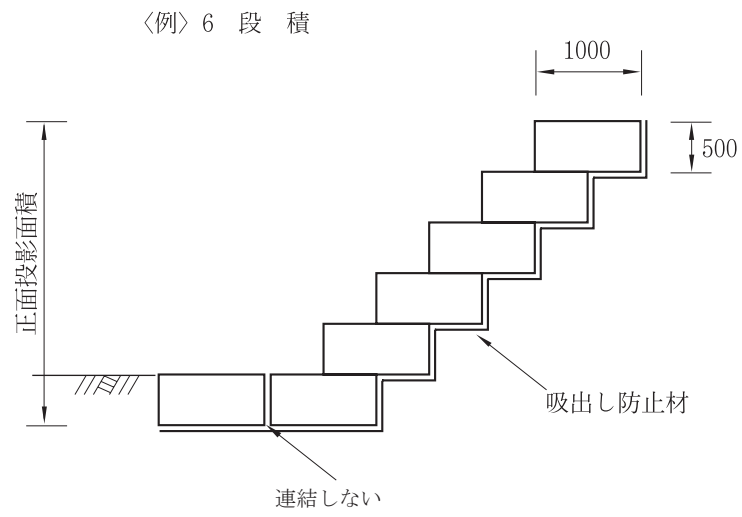 〈例〉6 段 積
1000
500
正面投影面積
吸出し防止材
連結しない